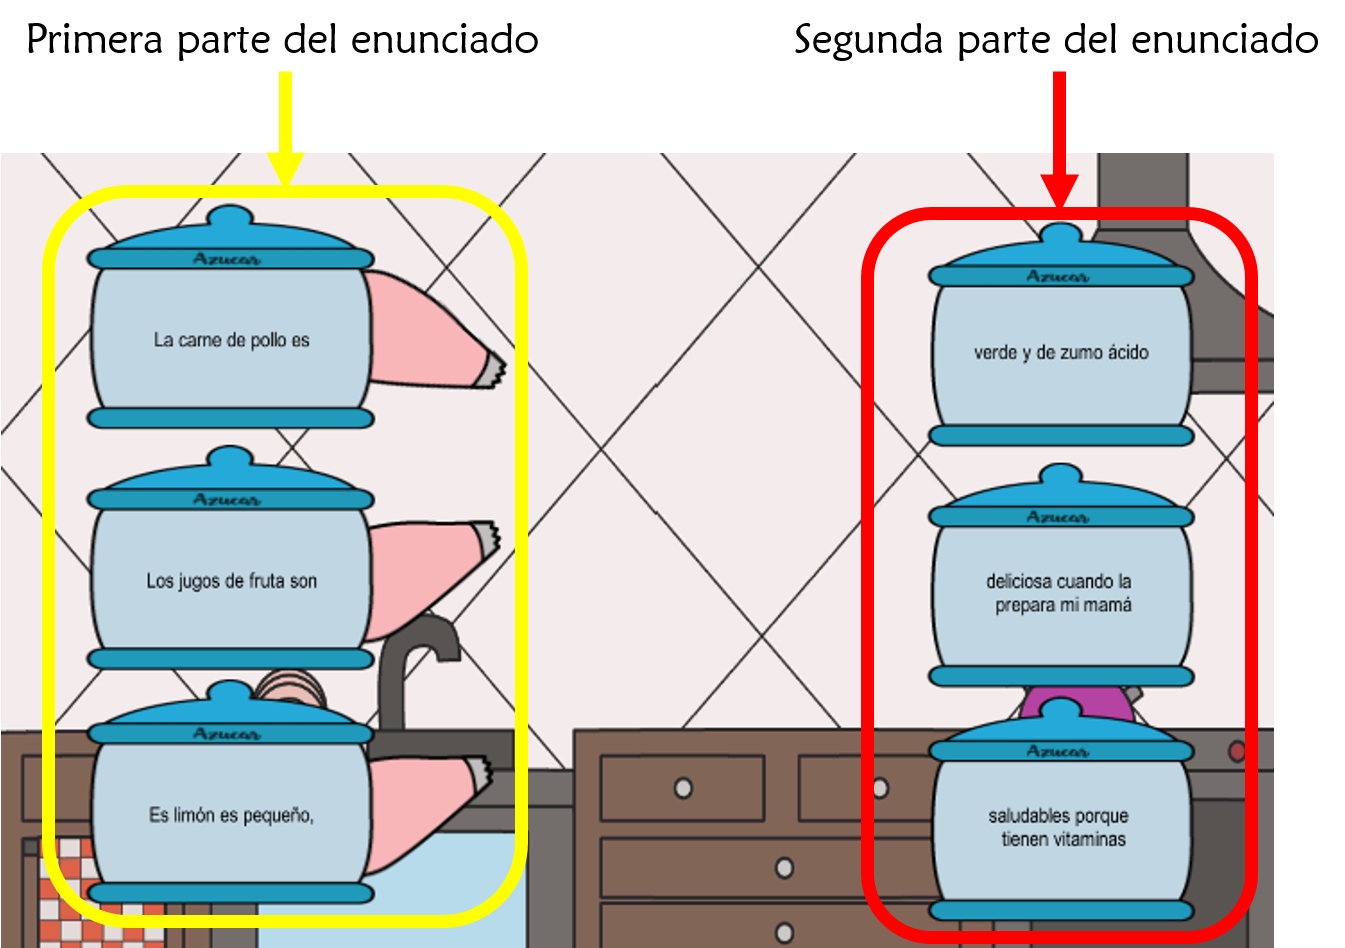 Primera parte del enunciado
Segunda parte del enunciado
Azucar
La carne de pollo es
Azucar
Los jugos de fruta son
Azucar
Es limón es pequeño,
Azucar
verde y de zumo ácido
Azucar
deliciosa cuando la
prepara mi mamá
Azucar
saludables porque
tienen vitaminas